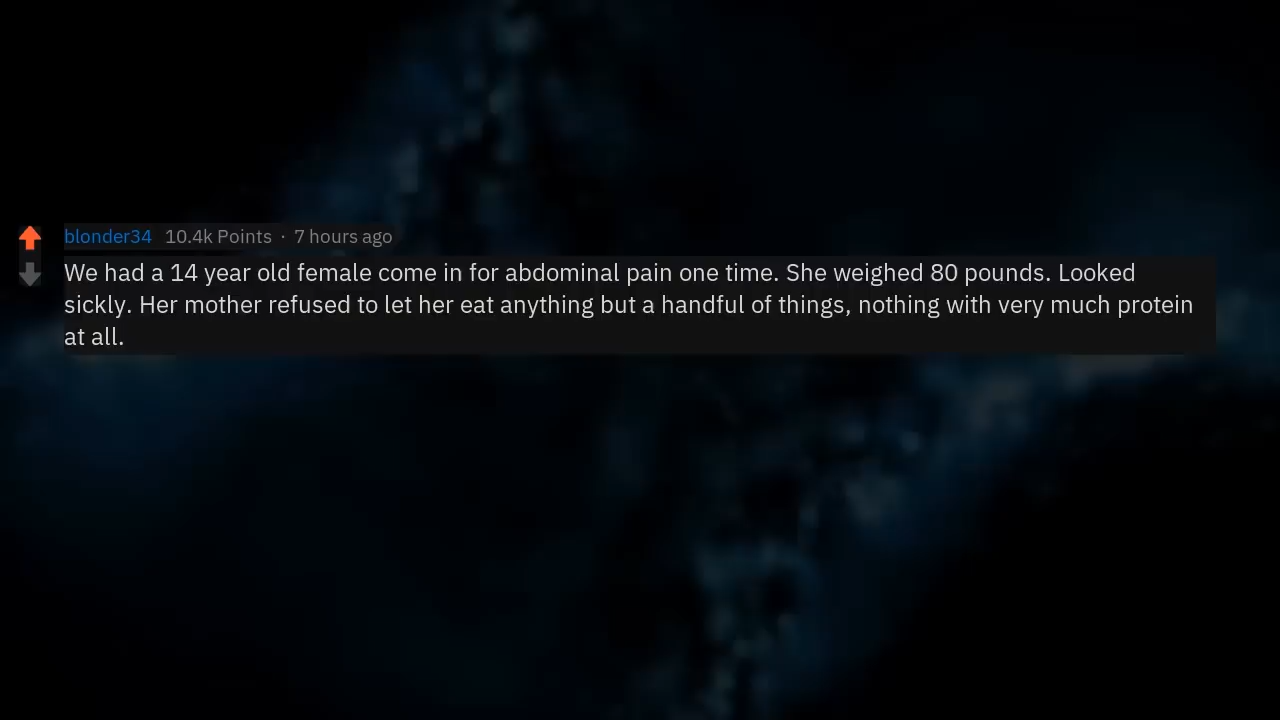 blonder34 10.4k Points · 7 hours ago
We had a 14 year old female come in for abdominal pain one time. She weighed 80 pounds. Looked
sickly. Her mother refused to let her eat anything but a handful of things, nothing with very much protein
at all.